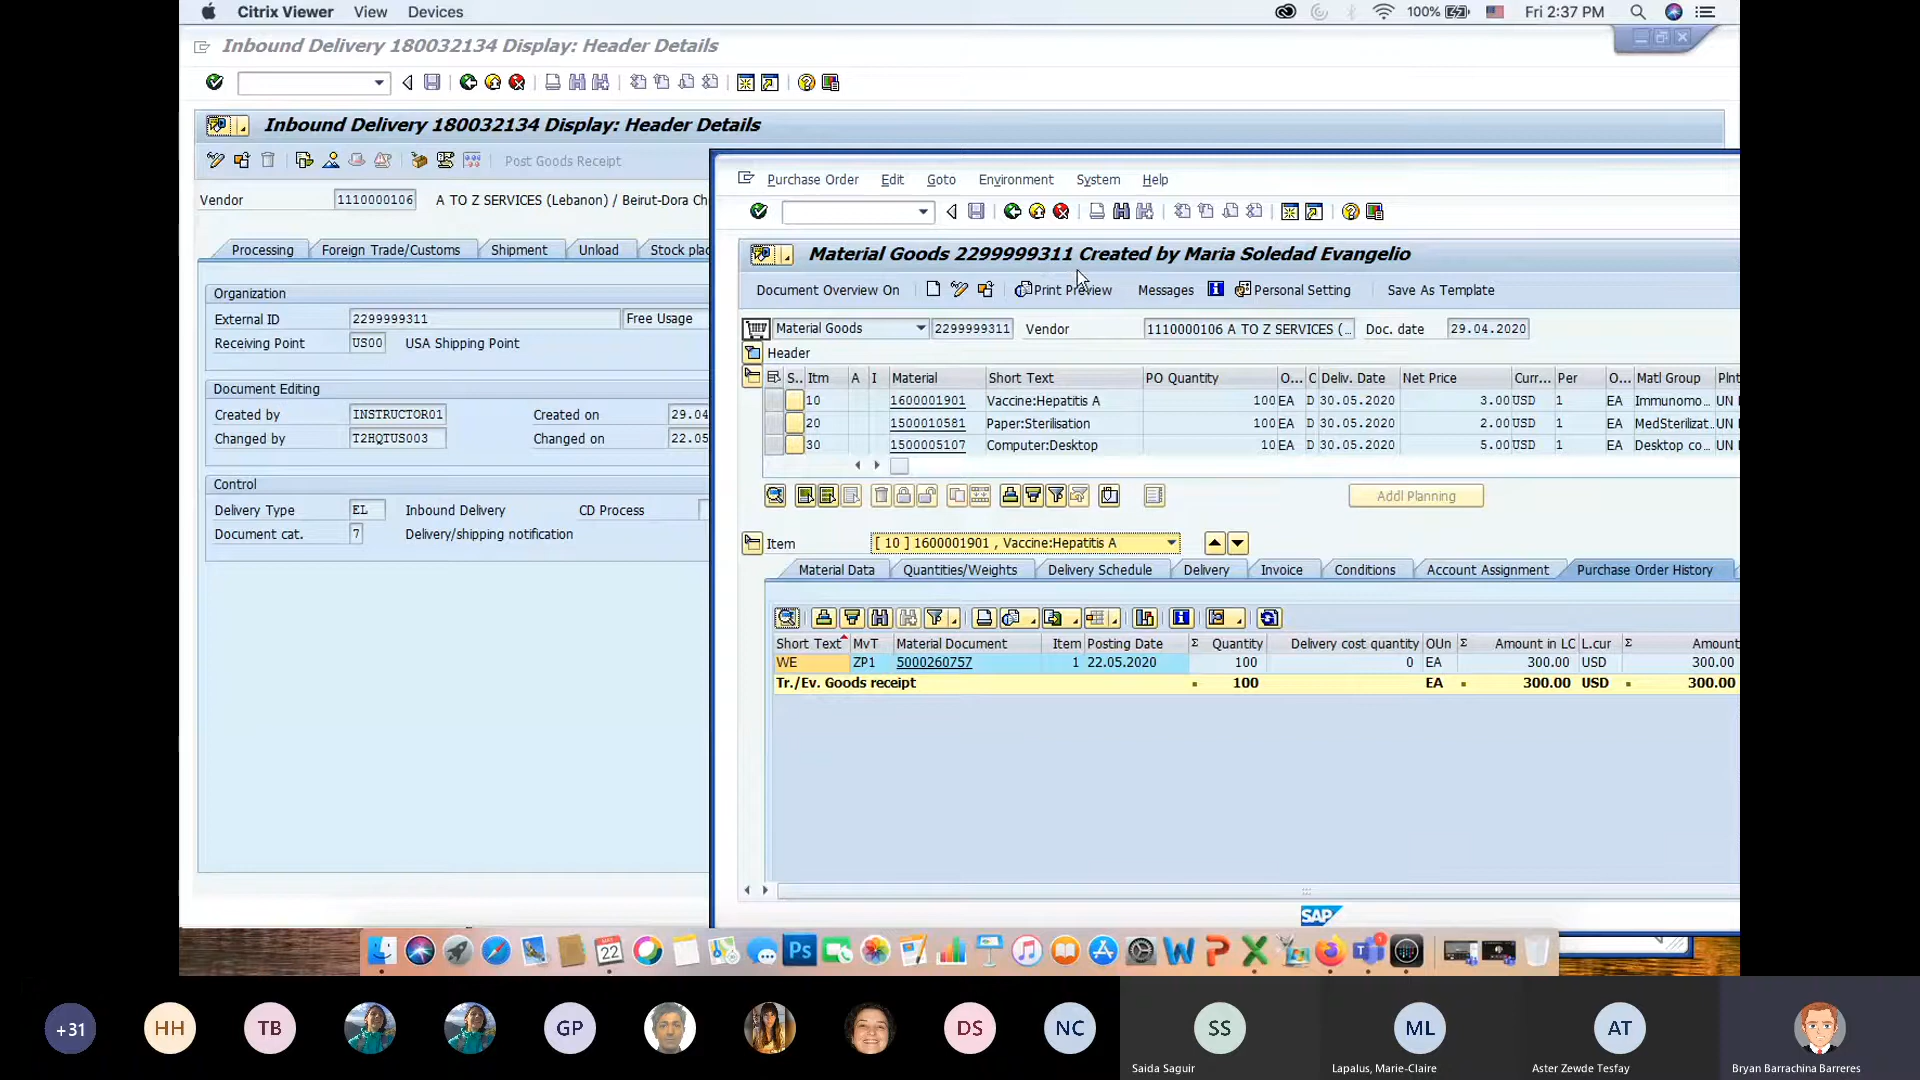 Citrix Viewer View Devices 100% Fri 2:37 PM
Inbound Delivery 180032134 Display: Header Details
Inbound Delivery 180032134 Display: Header Details
Post Goods Receipt
Vendor 1110000106 A TO Z SERVICES (Lebanon) / Beirut-Dora Ch
Processing Foreign Trade/Customs Shipment Unload Stock plac
Organization
External ID 2299999311 Free Usage
Receiving Point US00 USA Shipping Point
Document Editing
Created by INSTRUCTOR01 Created on 29.04
Changed by T2HQTUS003 Changed on 22.05
Control
Delivery Type EL Inbound Delivery CD Process
Document cat. 7 Delivery/shipping notification
Purchase Order Edit Goto Environment System Help
Material Goods 2299999311 Created by Maria Soledad Evangelio
Document Overview On Print Preview Messages Personal Setting Save As Template
Material Goods 2299999311 Vendor 1110000106 A TO Z SERVICES (... Doc. date 29.04.2020
Header
S.. Itm A I Material Short Text PO Quantity O... C Deliv. Date Net Price Curr... Per O... Matl Group Plnt
10 1600001901 Vaccine:Hepatitis A 100 EA D 30.05.2020 3.00 USD 1 EA Immunomo... UN
20 1500010581 Paper:Sterilisation 100 EA D 30.05.2020 2.00 USD 1 EA MedSterilizat... UN
30 1500005107 Computer:Desktop 10 EA D 30.05.2020 5.00 USD 1 EA Desktop co... UN
Addl Planning
Item [ 10 ] 1600001901 , Vaccine:Hepatitis A
Material Data Quantities/Weights Delivery Schedule Delivery Invoice Conditions Account Assignment Purchase Order History
Short Text MvT Material Document Item Posting Date Σ Quantity Delivery cost quantity OUn Σ Amount in LC L.cur Σ Amount
WE ZP1 5000260757 1 22.05.2020 100 0 EA 300.00 USD 300.00
Tr./Ev. Goods receipt 100 EA 300.00 USD 300.00
SAP
22 Ps
+31 HH TB GP DS NC SS ML AT
Saida Saguir Lapalus, Marie-Claire Aster Zewde Tesfay Bryan Barrachina Barreres